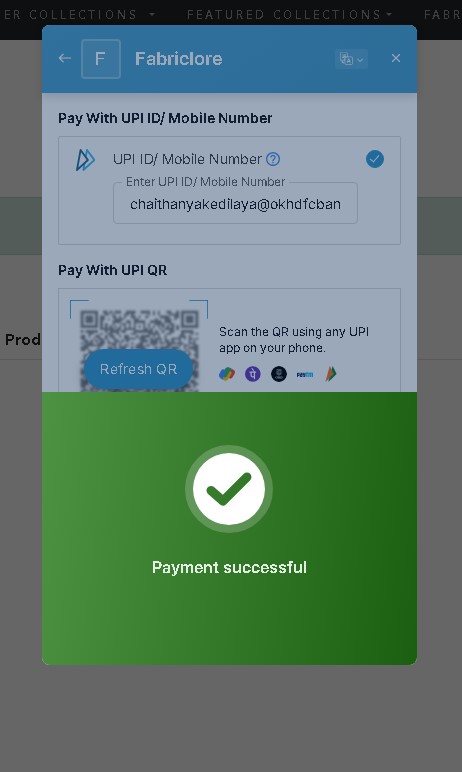 ER COLLECTIONS
FEATURED COLLECTIONS
FABR
F
Fabriclore
Pay With UPI ID/ Mobile Number
UPI ID/ Mobile Number
Enter UPI ID/ Mobile Number
chaithanyakedilaya@okhdfcban
Pay With UPI QR
Prod
Refresh QR
Scan the QR using any UPI
app on your phone.
Paytm
Payment successful